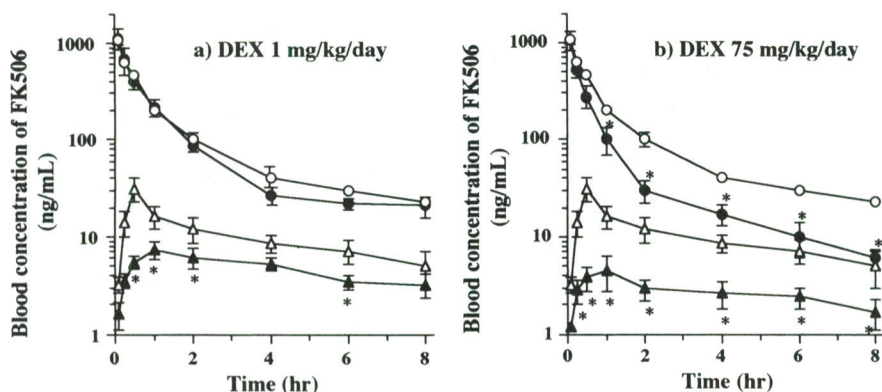 Blood concentration of FK506
(ng/mL)
a) DEX 1 mg/kg/day
1000
100
10
1
* * * *
0 2 4 6 8
Time (hr)
Blood concentration of FK506
(ng/mL)
b) DEX 75 mg/kg/day
1000
100
10
1
* * * * *
* * * * * * *
0 2 4 6 8
Time (hr)